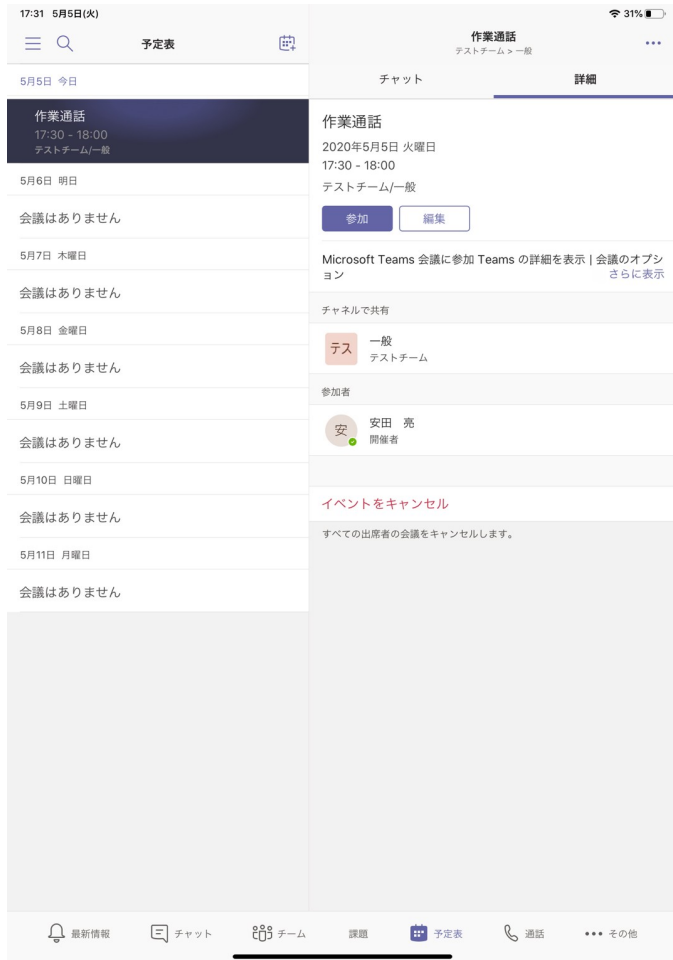 17:31 5月5日(火)
31%
予定表
5月5日 今日
作業通話
17:30 - 18:00
テストチーム/一般
5月6日 明日
会議はありません
5月7日 木曜日
会議はありません
5月8日 金曜日
会議はありません
5月9日 土曜日
会議はありません
5月10日 日曜日
会議はありません
5月11日 月曜日
会議はありません
作業通話
テストチーム > 一般
チャット
詳細
作業通話
2020年5月5日 火曜日
17:30 - 18:00
テストチーム/一般
参加
編集
Microsoft Teams 会議に参加 Teams の詳細を表示 | 会議のオプシ
ョン
さらに表示
チャネルで共有
テス
一般
テストチーム
参加者
安
安田 亮
開催者
イベントをキャンセル
すべての出席者の会議をキャンセルします。
最新情報
チャット
チーム
課題
予定表
通話
その他